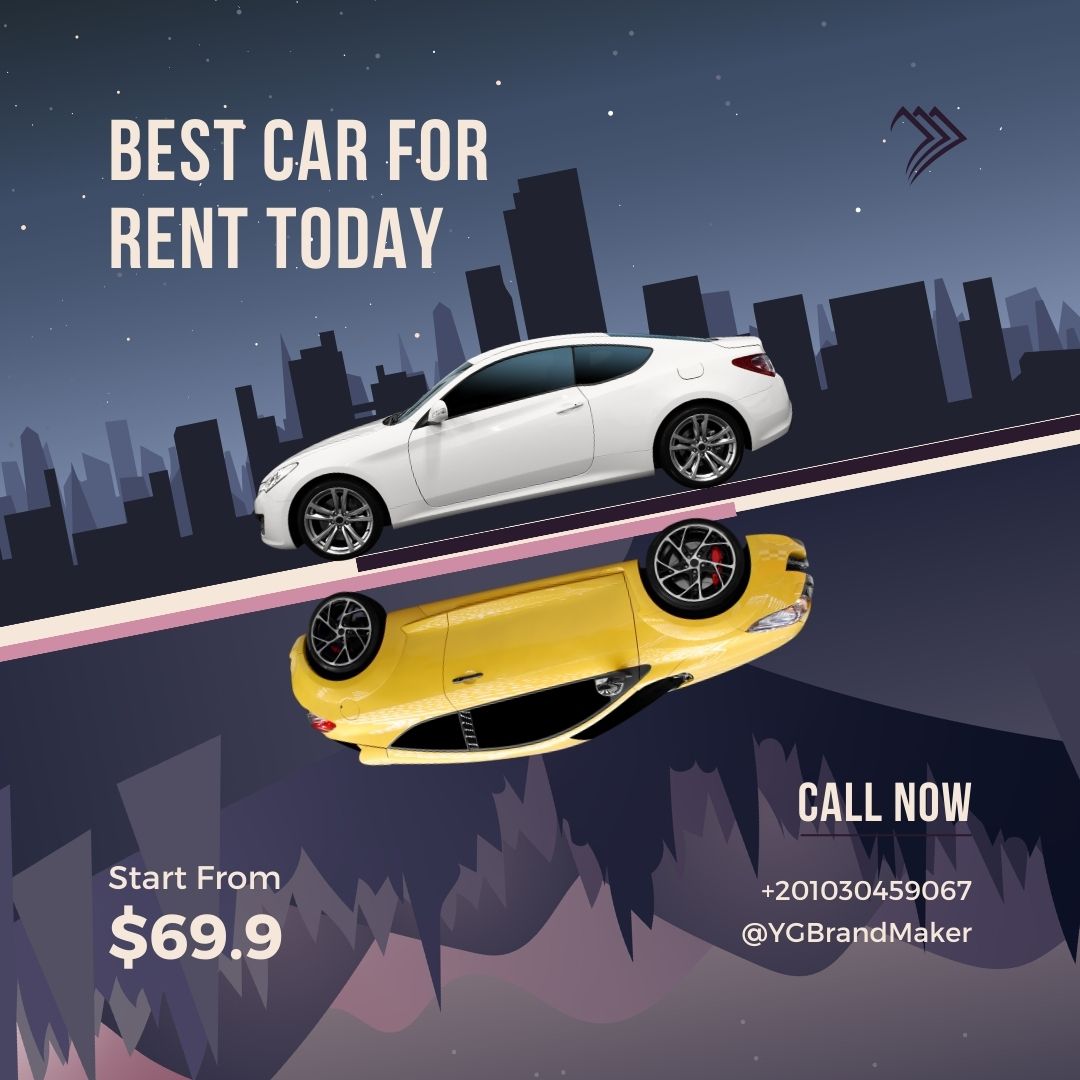 BEST CAR FOR
RENT TODAY
CALL NOW
Start From
$69.9
+201030459067
@YGBrandMaker